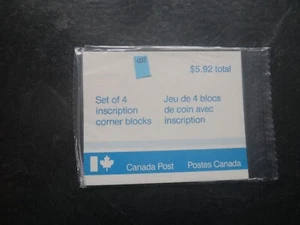 $5.92 total
Set of 4
inscription
corner blocks
Jeu de 4 blocs
de coin avec
inscription
Canada Post
Postes Canada